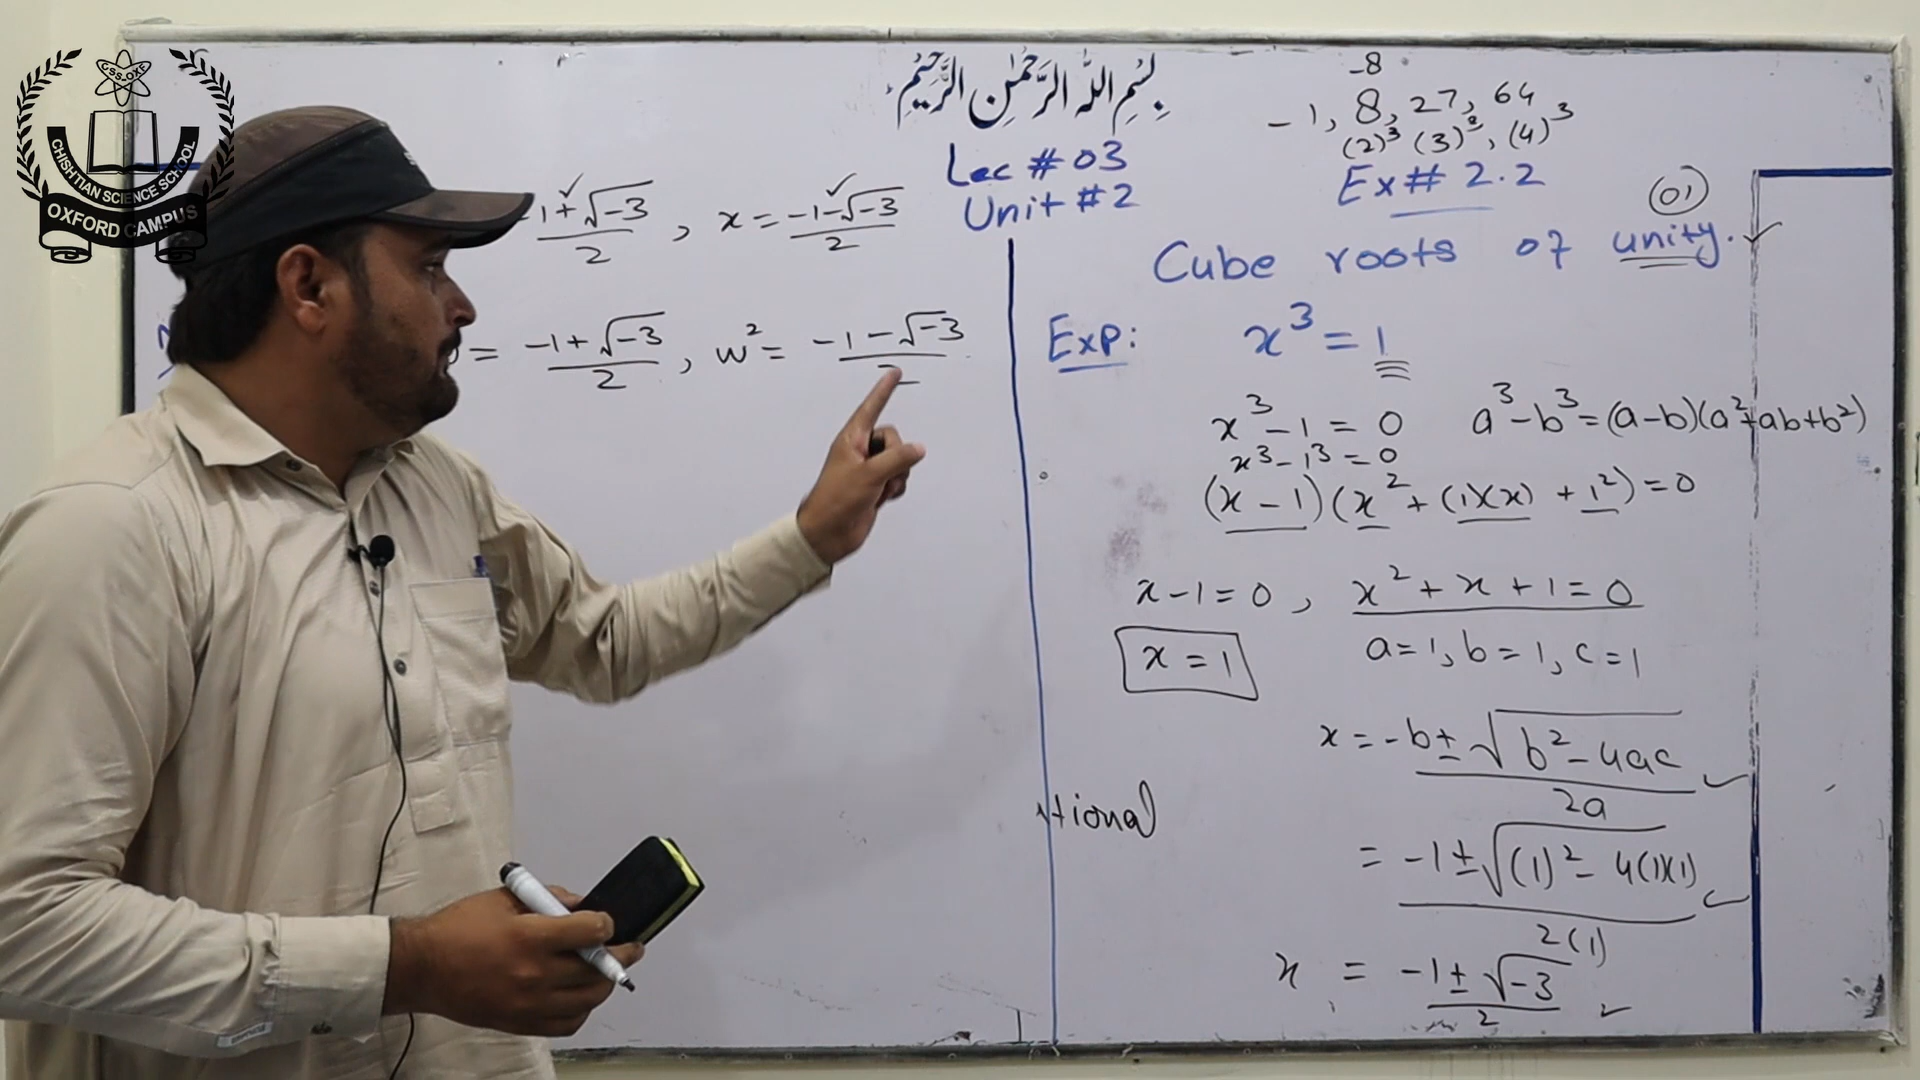 CSS-OXF
CHISHTIAN SCIENCE SCHOOL
OXFORD CAMPUS
بِسْمِ اللّٰهِ الرَّحْمٰنِ الرَّحِيْمِ
Lec # 03
Unit #2
-8
-1, 8, 27, 64
(2)³ (3)³, (4)³
Ex# 2.2
01
Cube roots of unity. ✓
Exp: x³ = 1
x³ - 1 = 0 a³ - b³ = (a-b)(a²+ab+b²)
x³ - 1³ = 0
(x - 1)(x² + (1)(x) + 1²) = 0
x - 1 = 0, x² + x + 1 = 0
x = 1 a = 1, b = 1, c = 1
x = -b ± √b² - 4ac / 2a ✓
= -1 ± √(1)² - 4(1)(1) / 2(1) ✓
x = -1 ± √-3 / 2 ✓
-1 + √-3 / 2, x = -1 - √-3 / 2
= -1 + √-3 / 2, w² = -1 - √-3 / 2
tional